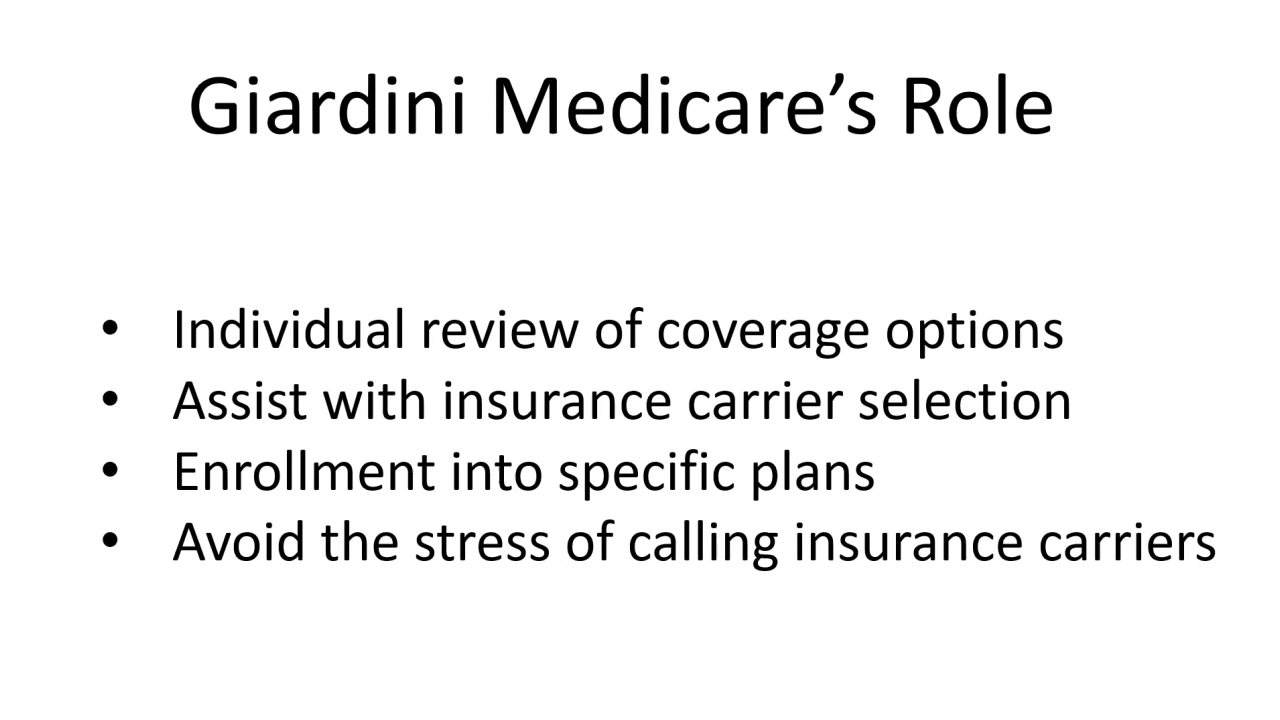 Giardini Medicare’s Role
• Individual review of coverage options
• Assist with insurance carrier selection
• Enrollment into specific plans
• Avoid the stress of calling insurance carriers